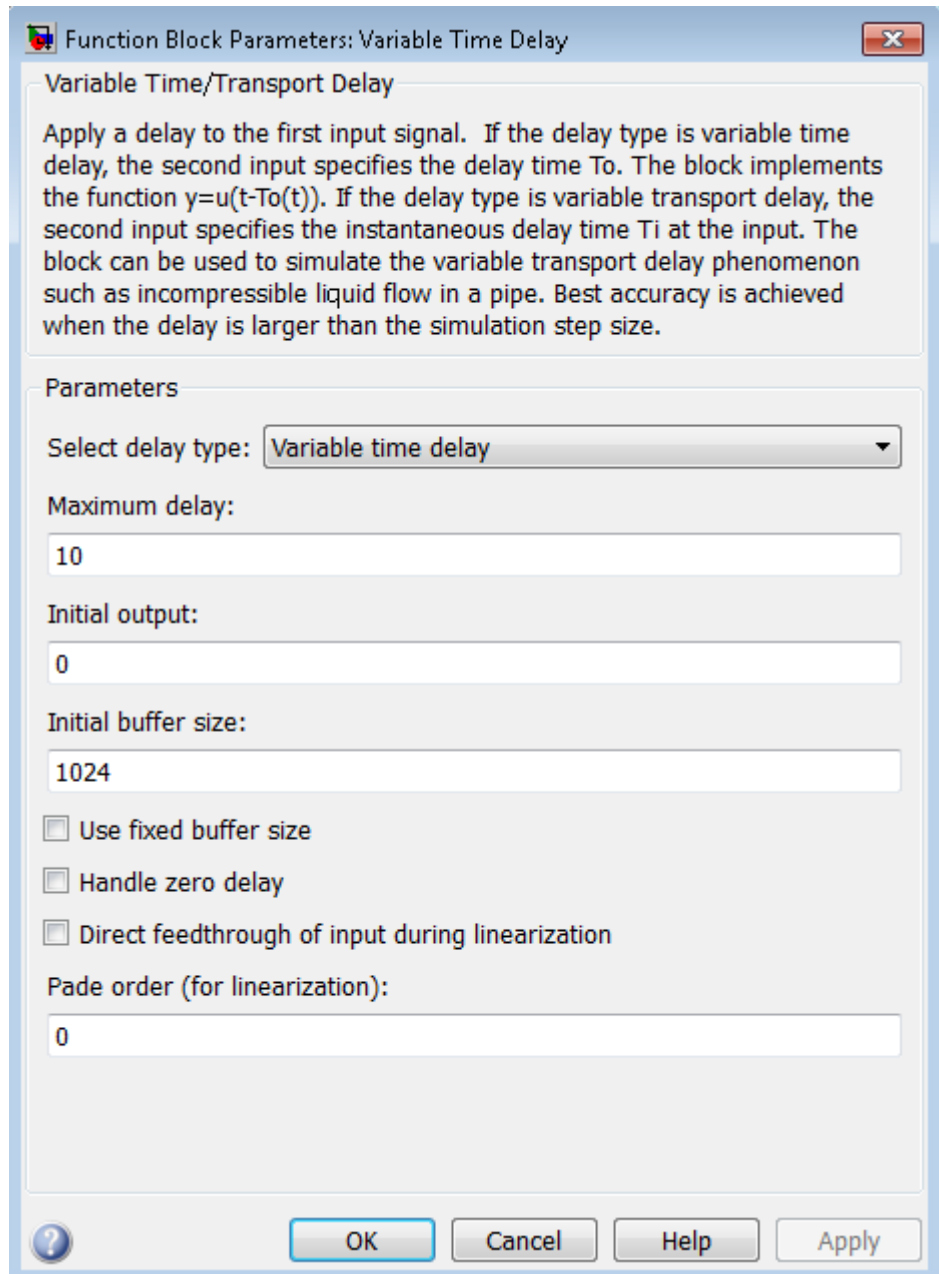 Function Block Parameters: Variable Time Delay
Variable Time/Transport Delay
Apply a delay to the first input signal.  If the delay type is variable time
delay, the second input specifies the delay time To. The block implements
the function y=u(t-To(t)). If the delay type is variable transport delay, the
second input specifies the instantaneous delay time Ti at the input. The
block can be used to simulate the variable transport delay phenomenon
such as incompressible liquid flow in a pipe. Best accuracy is achieved
when the delay is larger than the simulation step size.
Parameters
Select delay type: Variable time delay
Maximum delay:
10
Initial output:
0
Initial buffer size:
1024
Use fixed buffer size
Handle zero delay
Direct feedthrough of input during linearization
Pade order (for linearization):
0
? OK Cancel Help Apply